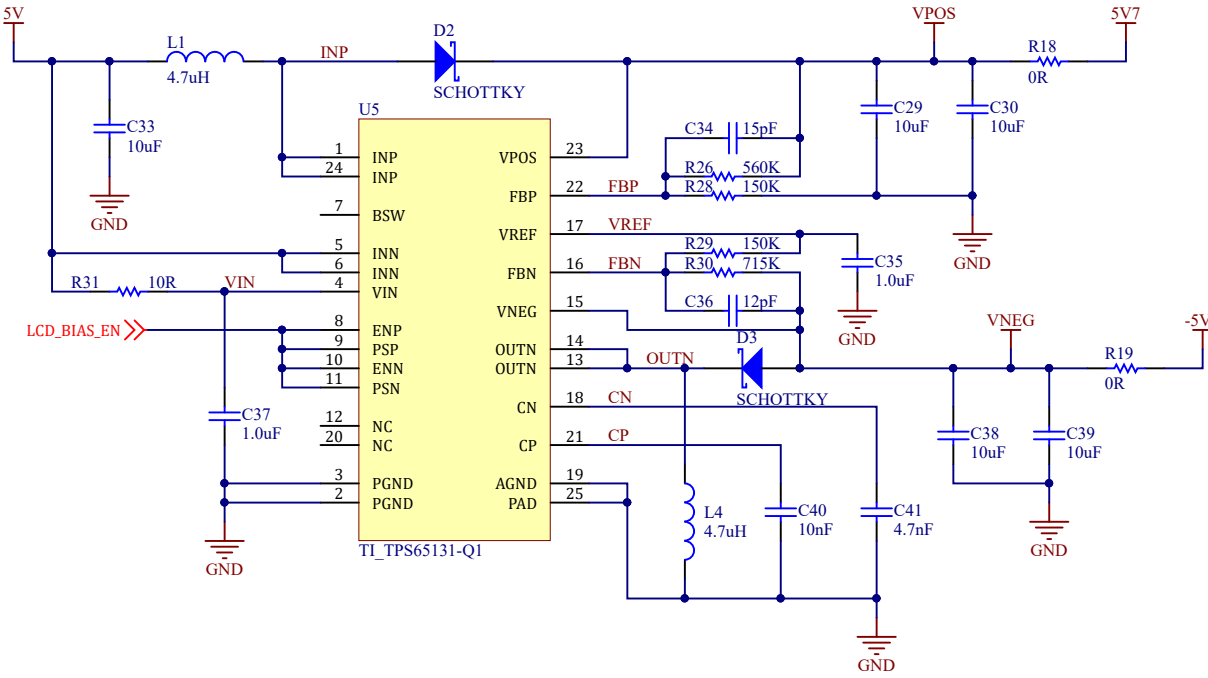 5V
VPOS
5V7
L1
4.7uH
INP
D2
SCHOTTKY
R18
0R
C33
10uF
GND
U5
C29
10uF
C30
10uF
GND
C34
15pF
R26
560K
R28
150K
1
INP
24
INP
7
BSW
5
INN
6
INN
4
VIN
8
ENP
9
PSP
10
ENN
11
PSN
12
NC
20
NC
3
PGND
2
PGND
VPOS
23
FBP
22
FBP
VREF
17
VREF
FBN
16
FBN
VNEG
15
OUTN
14
OUTN
13
OUTN
CN
18
CN
CP
21
CP
AGND
19
PAD
25
TI_TPS65131-Q1
R29
150K
R30
715K
C36
12pF
C35
1.0uF
GND
R31
10R
VIN
LCD_BIAS_EN
C37
1.0uF
GND
D3
SCHOTTKY
VNEG
-5V
R19
0R
C38
10uF
C39
10uF
GND
L4
4.7uH
C40
10nF
C41
4.7nF
GND